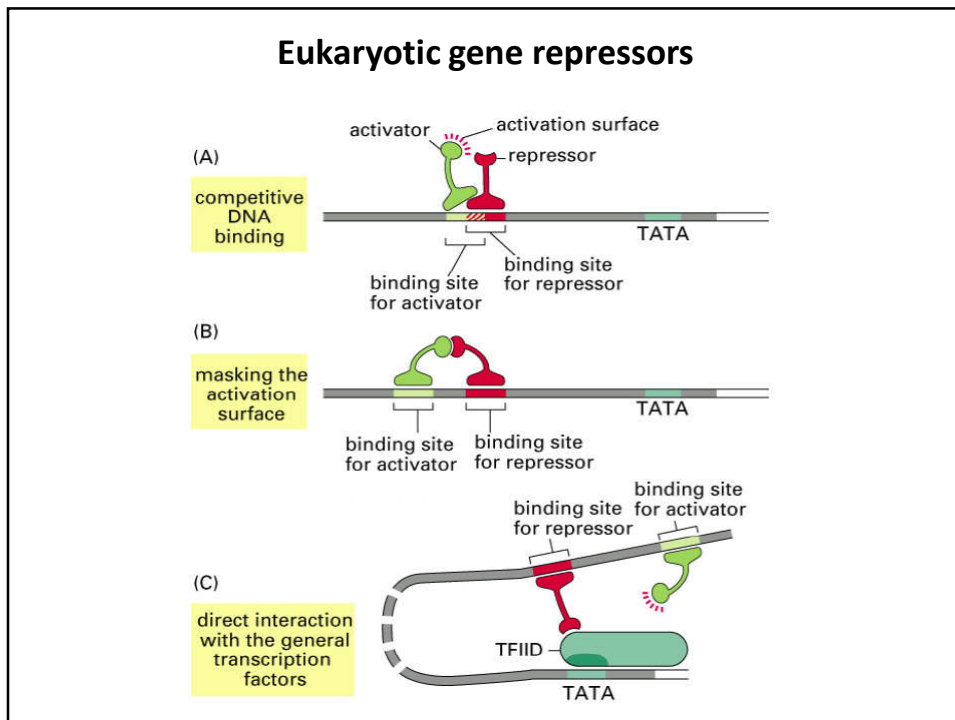 Eukaryotic gene repressors
activator
activation surface
repressor
(A)
competitive
DNA
binding
TATA
binding site
for activator
binding site
for repressor
(B)
masking the
activation
surface
TATA
binding site
for activator
binding site
for repressor
binding site
for repressor
binding site
for activator
(C)
direct interaction
with the general
transcription
factors
TFIID
TATA